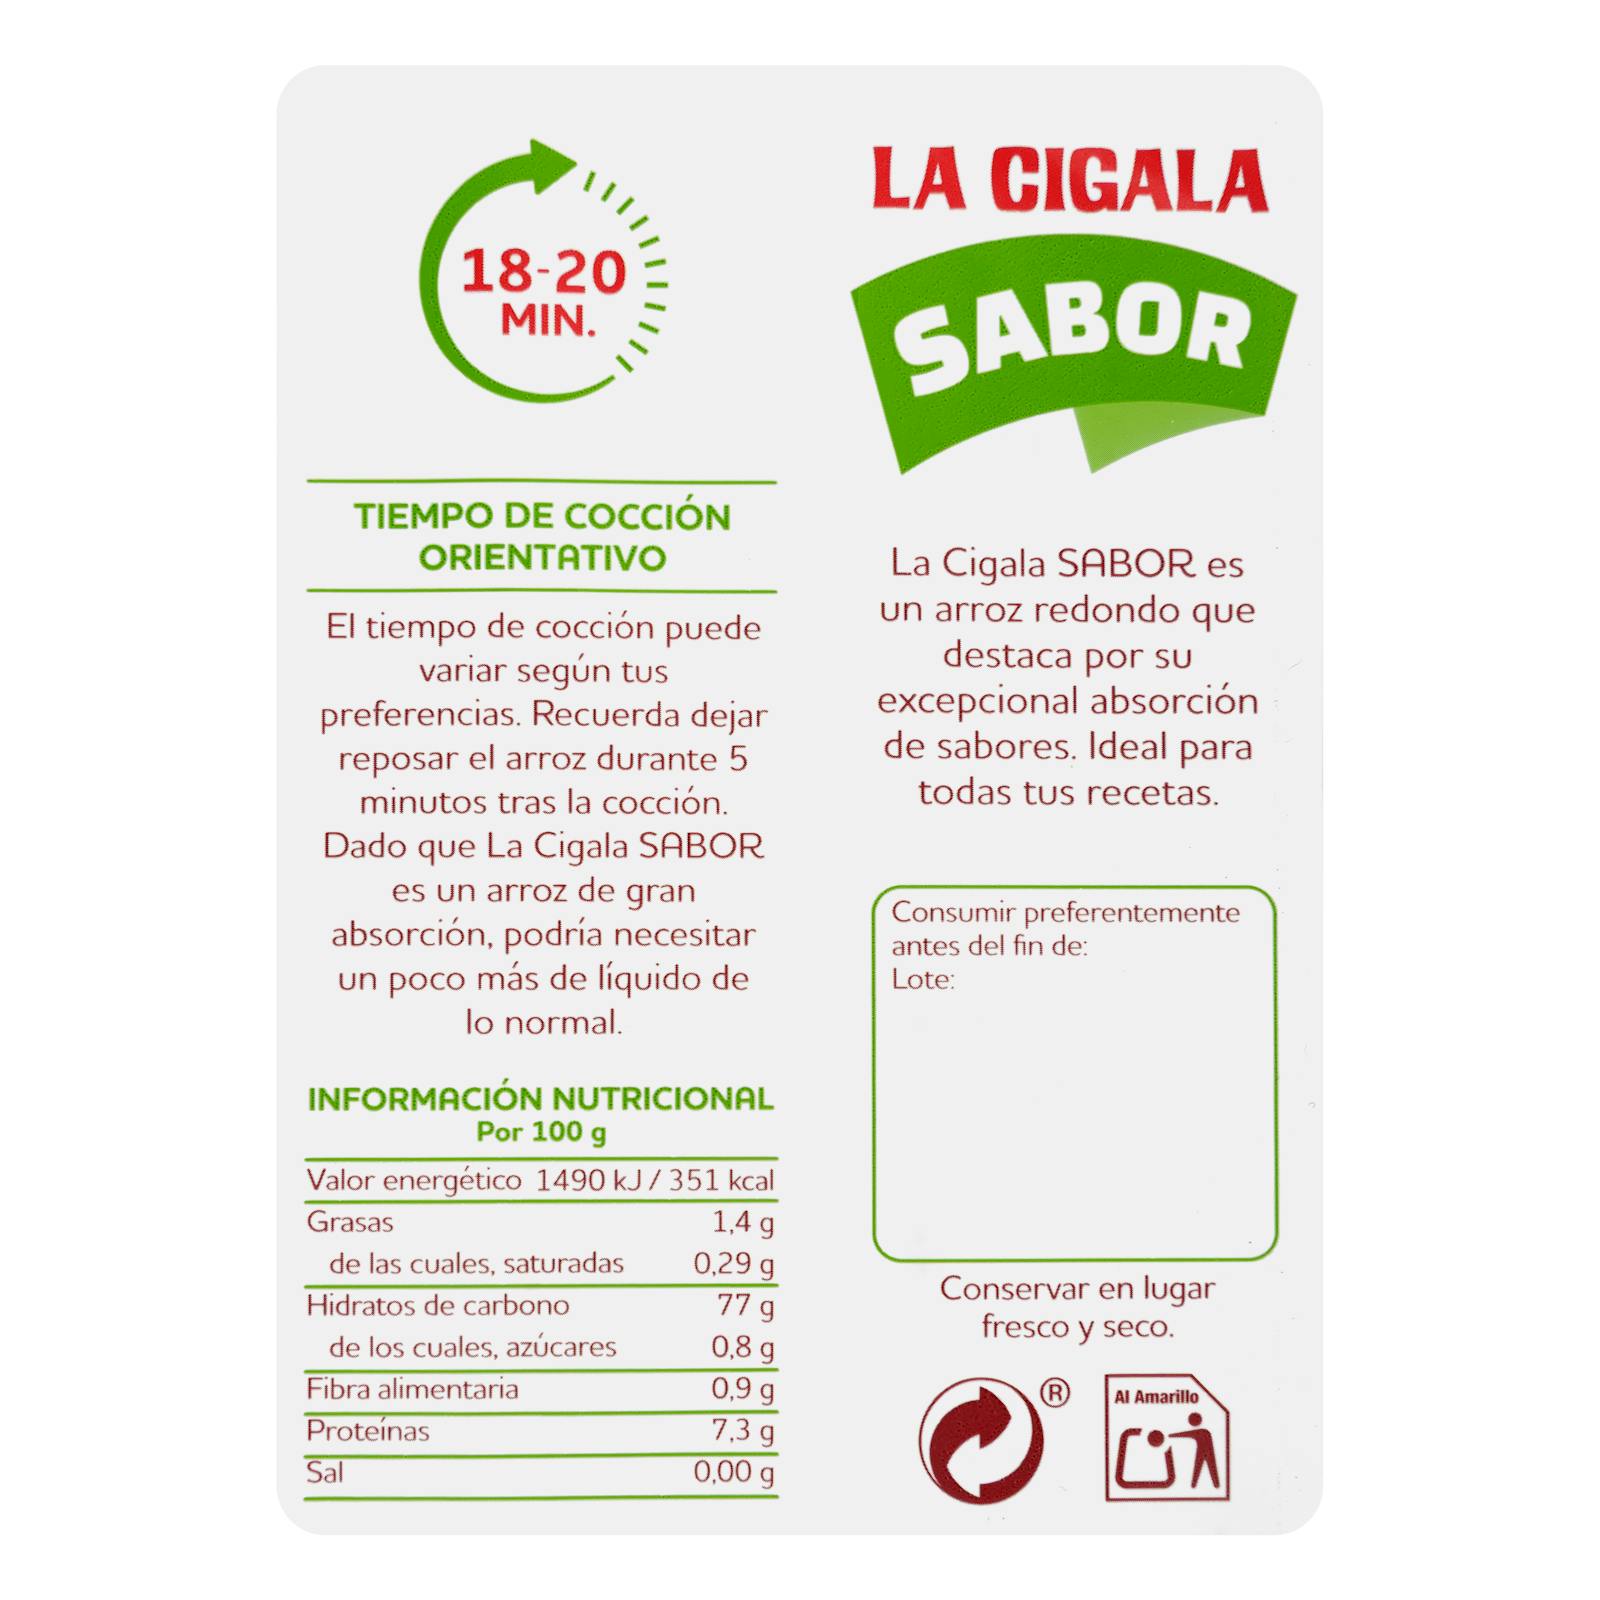 18-20
MIN.
TIEMPO DE COCCIÓN
ORIENTATIVO
El tiempo de cocción puede
variar según tus
preferencias. Recuerda dejar
reposar el arroz durante 5
minutos tras la cocción.
Dado que La Cigala SABOR
es un arroz de gran
absorción, podría necesitar
un poco más de líquido de
lo normal.
INFORMACIÓN NUTRICIONAL
Por 100 g
Valor energético 1490 kJ / 351 kcal
Grasas 1,4 g
de las cuales, saturadas 0,29 g
Hidratos de carbono 77 g
de los cuales, azúcares 0,8 g
Fibra alimentaria 0,9 g
Proteínas 7,3 g
Sal 0,00 g
LA CIGALA
SABOR
La Cigala SABOR es
un arroz redondo que
destaca por su
excepcional absorción
de sabores. Ideal para
todas tus recetas.
Consumir preferentemente
antes del fin de:
Lote:
Conservar en lugar
fresco y seco.
®
Al Amarillo